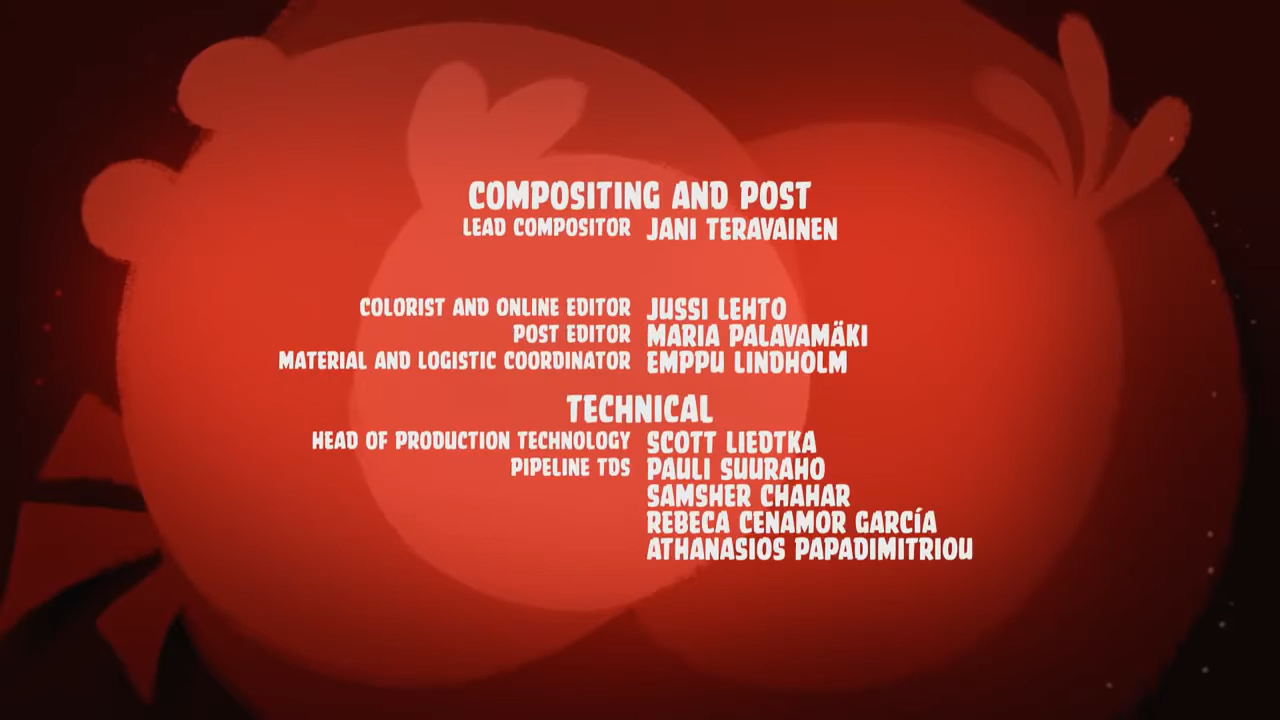 COMPOSITING AND POST
LEAD COMPOSITOR JANI TERAVAINEN
COLORIST AND ONLINE EDITOR JUSSI LEHTO
POST EDITOR MARIA PALAVAMÄKI
MATERIAL AND LOGISTIC COORDINATOR EMPPU LINDHOLM
TECHNICAL
HEAD OF PRODUCTION TECHNOLOGY SCOTT LIEDTKA
PIPELINE TDS PAULI SUURAHO
SAMSHER CHAHAR
REBECA CENAMOR GARCÍA
ATHANASIOS PAPADIMITRIOU